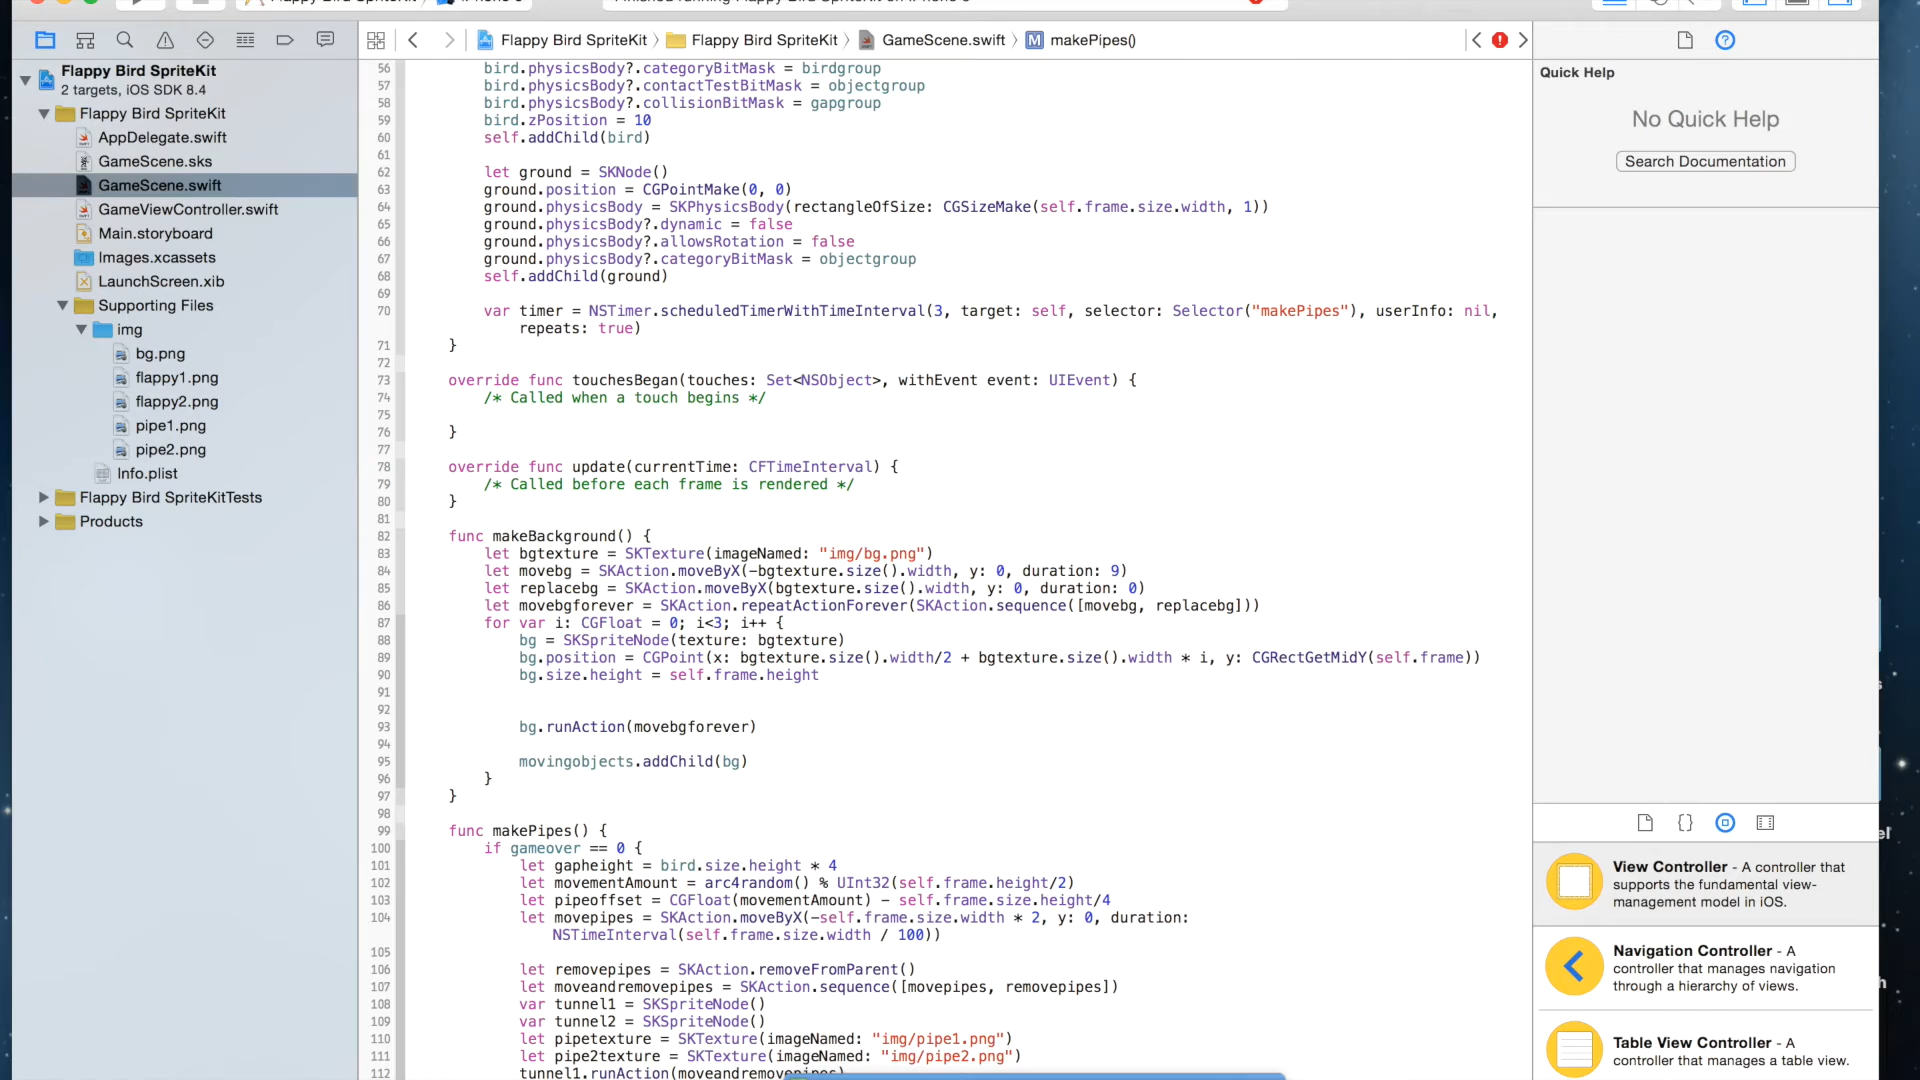 Flappy Bird SpriteKit
Finished running Flappy Bird SpriteKit on iPhone 6
Flappy Bird SpriteKit
Flappy Bird SpriteKit
GameScene.swift
M
makePipes()
Quick Help
No Quick Help
Search Documentation
Flappy Bird SpriteKit
2 targets, iOS SDK 8.4
Flappy Bird SpriteKit
AppDelegate.swift
GameScene.sks
GameScene.swift
GameViewController.swift
Main.storyboard
Images.xcassets
LaunchScreen.xib
Supporting Files
img
bg.png
flappy1.png
flappy2.png
pipe1.png
pipe2.png
Info.plist
Flappy Bird SpriteKitTests
Products
56 bird.physicsBody?.categoryBitMask = birdgroup
57 bird.physicsBody?.contactTestBitMask = objectgroup
58 bird.physicsBody?.collisionBitMask = gapgroup
59 bird.zPosition = 10
60 self.addChild(bird)
61
62 let ground = SKNode()
63 ground.position = CGPointMake(0, 0)
64 ground.physicsBody = SKPhysicsBody(rectangleOfSize: CGSizeMake(self.frame.size.width, 1))
65 ground.physicsBody?.dynamic = false
66 ground.physicsBody?.allowsRotation = false
67 ground.physicsBody?.categoryBitMask = objectgroup
68 self.addChild(ground)
69
70 var timer = NSTimer.scheduledTimerWithTimeInterval(3, target: self, selector: Selector("makePipes"), userInfo: nil,
repeats: true)
71 }
72
73 override func touchesBegan(touches: Set<NSObject>, withEvent event: UIEvent) {
74 /* Called when a touch begins */
75
76 }
77
78 override func update(currentTime: CFTimeInterval) {
79 /* Called before each frame is rendered */
80 }
81
82 func makeBackground() {
83 let bgtexture = SKTexture(imageNamed: "img/bg.png")
84 let movebg = SKAction.moveByX(-bgtexture.size().width, y: 0, duration: 9)
85 let replacebg = SKAction.moveByX(bgtexture.size().width, y: 0, duration: 0)
86 let movebgforever = SKAction.repeatActionForever(SKAction.sequence([movebg, replacebg]))
87 for var i: CGFloat = 0; i<3; i++ {
88 bg = SKSpriteNode(texture: bgtexture)
89 bg.position = CGPoint(x: bgtexture.size().width/2 + bgtexture.size().width * i, y: CGRectGetMidY(self.frame))
90 bg.size.height = self.frame.height
91
92
93 bg.runAction(movebgforever)
94
95 movingobjects.addChild(bg)
96 }
97 }
98
99 func makePipes() {
100 if gameover == 0 {
101 let gapheight = bird.size.height * 4
102 let movementAmount = arc4random() % UInt32(self.frame.height/2)
103 let pipeoffset = CGFloat(movementAmount) - self.frame.size.height/4
104 let movepipes = SKAction.moveByX(-self.frame.size.width * 2, y: 0, duration:
NSTimeInterval(self.frame.size.width / 100))
105
106 let removepipes = SKAction.removeFromParent()
107 let moveandremovepipes = SKAction.sequence([movepipes, removepipes])
108 var tunnel1 = SKSpriteNode()
109 var tunnel2 = SKSpriteNode()
110 let pipetexture = SKTexture(imageNamed: "img/pipe1.png")
111 let pipe2texture = SKTexture(imageNamed: "img/pipe2.png")
112 tunnel1.runAction(moveandremovepipes)
View Controller - A controller that
supports the fundamental view-
management model in iOS.
Navigation Controller - A
controller that manages navigation
through a hierarchy of views.
Table View Controller - A
controller that manages a table view.